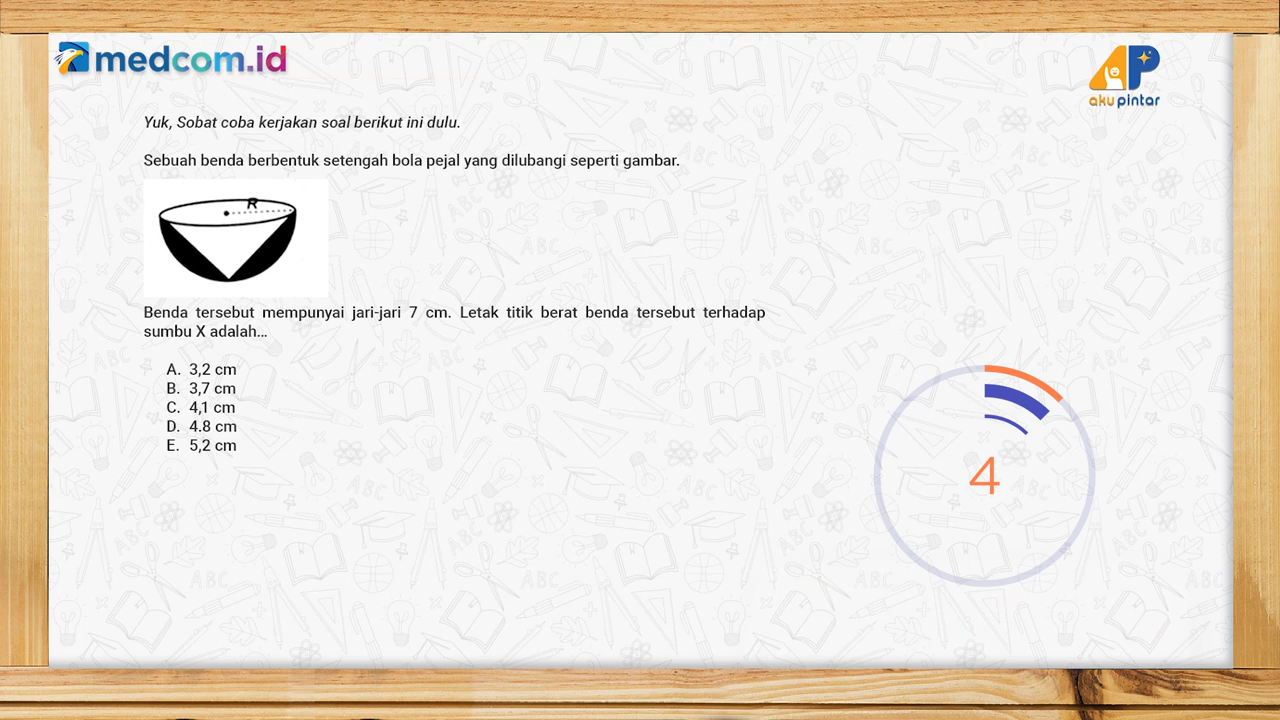 medcom.id
aku pintar
Yuk, Sobat coba kerjakan soal berikut ini dulu.
Sebuah benda berbentuk setengah bola pejal yang dilubangi seperti gambar.
R
Benda tersebut mempunyai jari-jari 7 cm. Letak titik berat benda tersebut terhadap
sumbu X adalah...
A. 3,2 cm
B. 3,7 cm
C. 4,1 cm
D. 4.8 cm
E. 5,2 cm
4